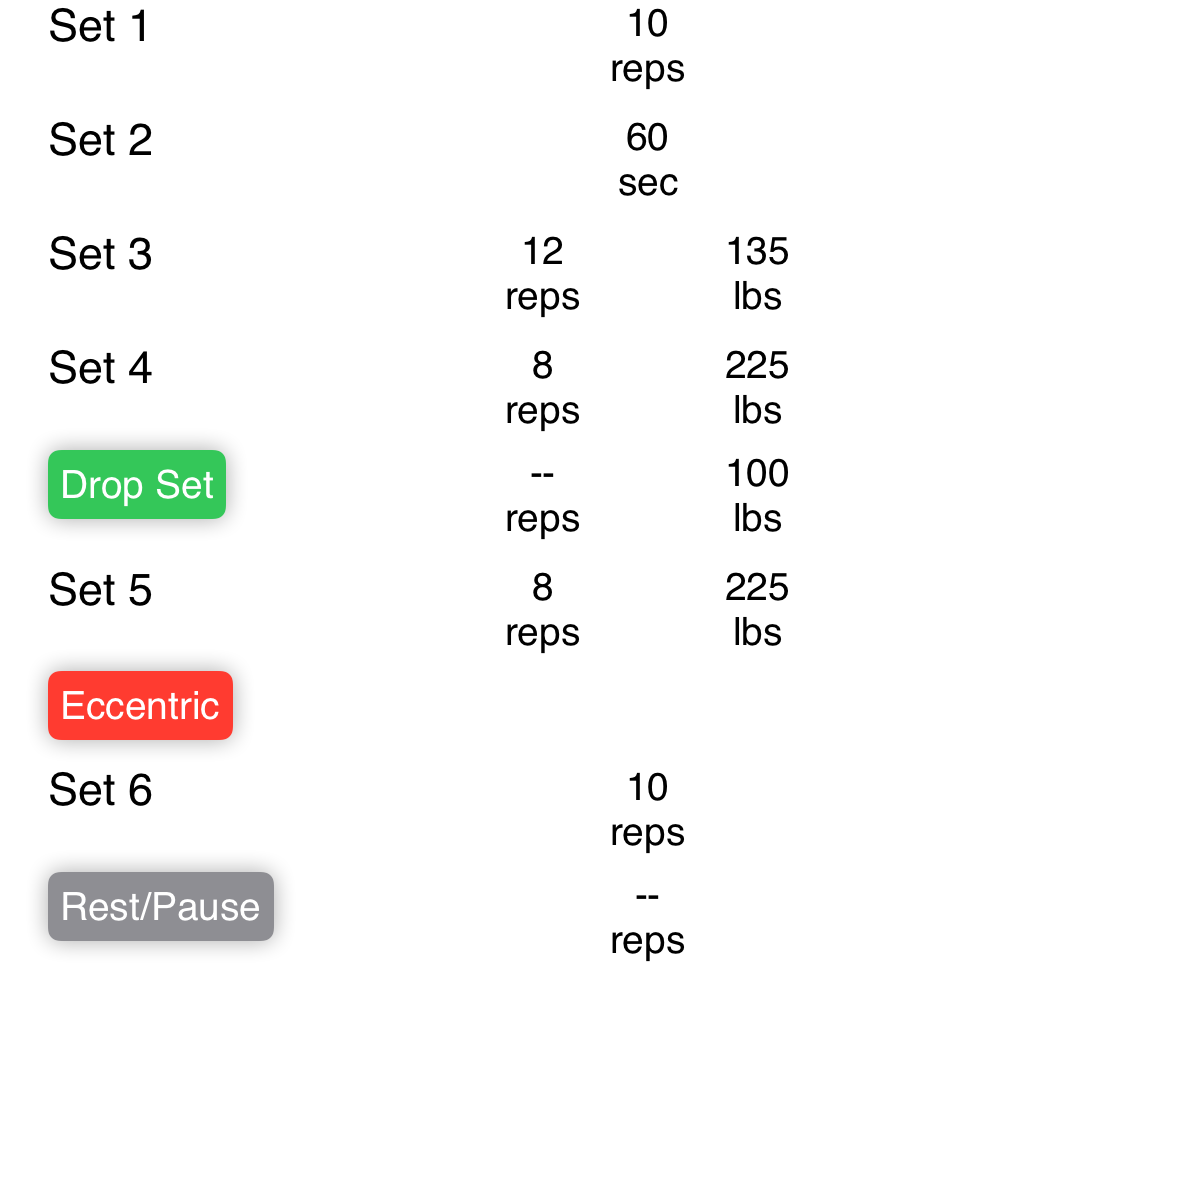 Set 1
10
reps
Set 2
60
sec
Set 3
12 135
reps lbs
Set 4
8 225
reps lbs
Drop Set
-- 100
reps lbs
Set 5
8 225
reps lbs
Eccentric
Set 6
10
reps
Rest/Pause
--
reps